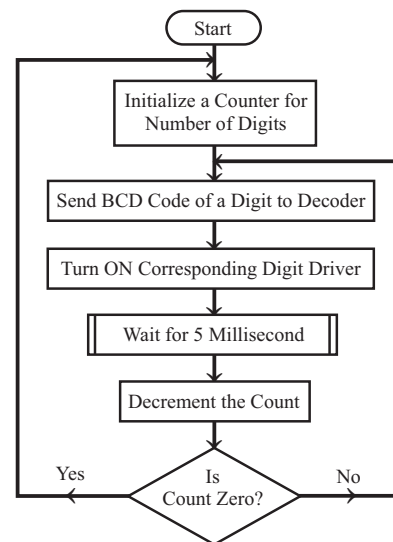 Start
Initialize a Counter for
Number of Digits
Send BCD Code of a Digit to Decoder
Turn ON Corresponding Digit Driver
Wait for 5 Millisecond
Decrement the Count
Yes
Is
Count Zero?
No